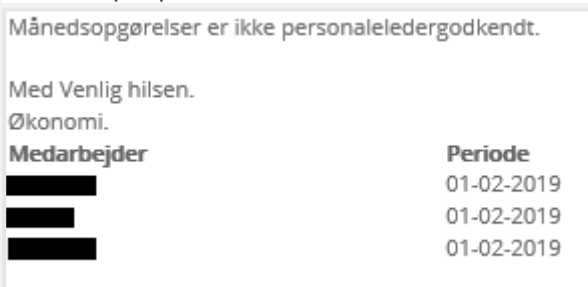 Månedsopgørelser er ikke personaleledergodkendt.
Med Venlig hilsen.
Økonomi.
Medarbejder Periode
01-02-2019
01-02-2019
01-02-2019